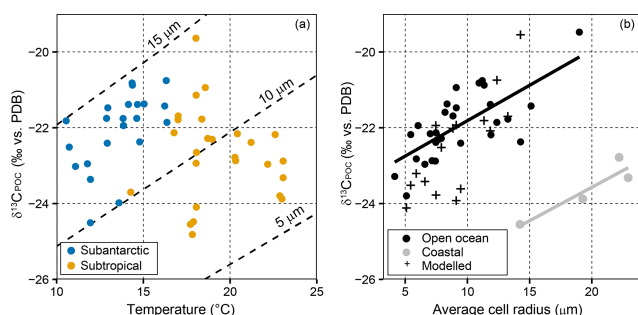 (a)
15 μm
10 μm
5 μm
δ13CPOC (‰ vs. PDB)
−20
−22
−24
−26
Subantarctic
Subtropical
10 15 20 25
Temperature (°C)
(b)
δ13CPOC (‰ vs. PDB)
−20
−22
−24
−26
Open ocean
Coastal
Modelled
5 10 15 20
Average cell radius(μm)